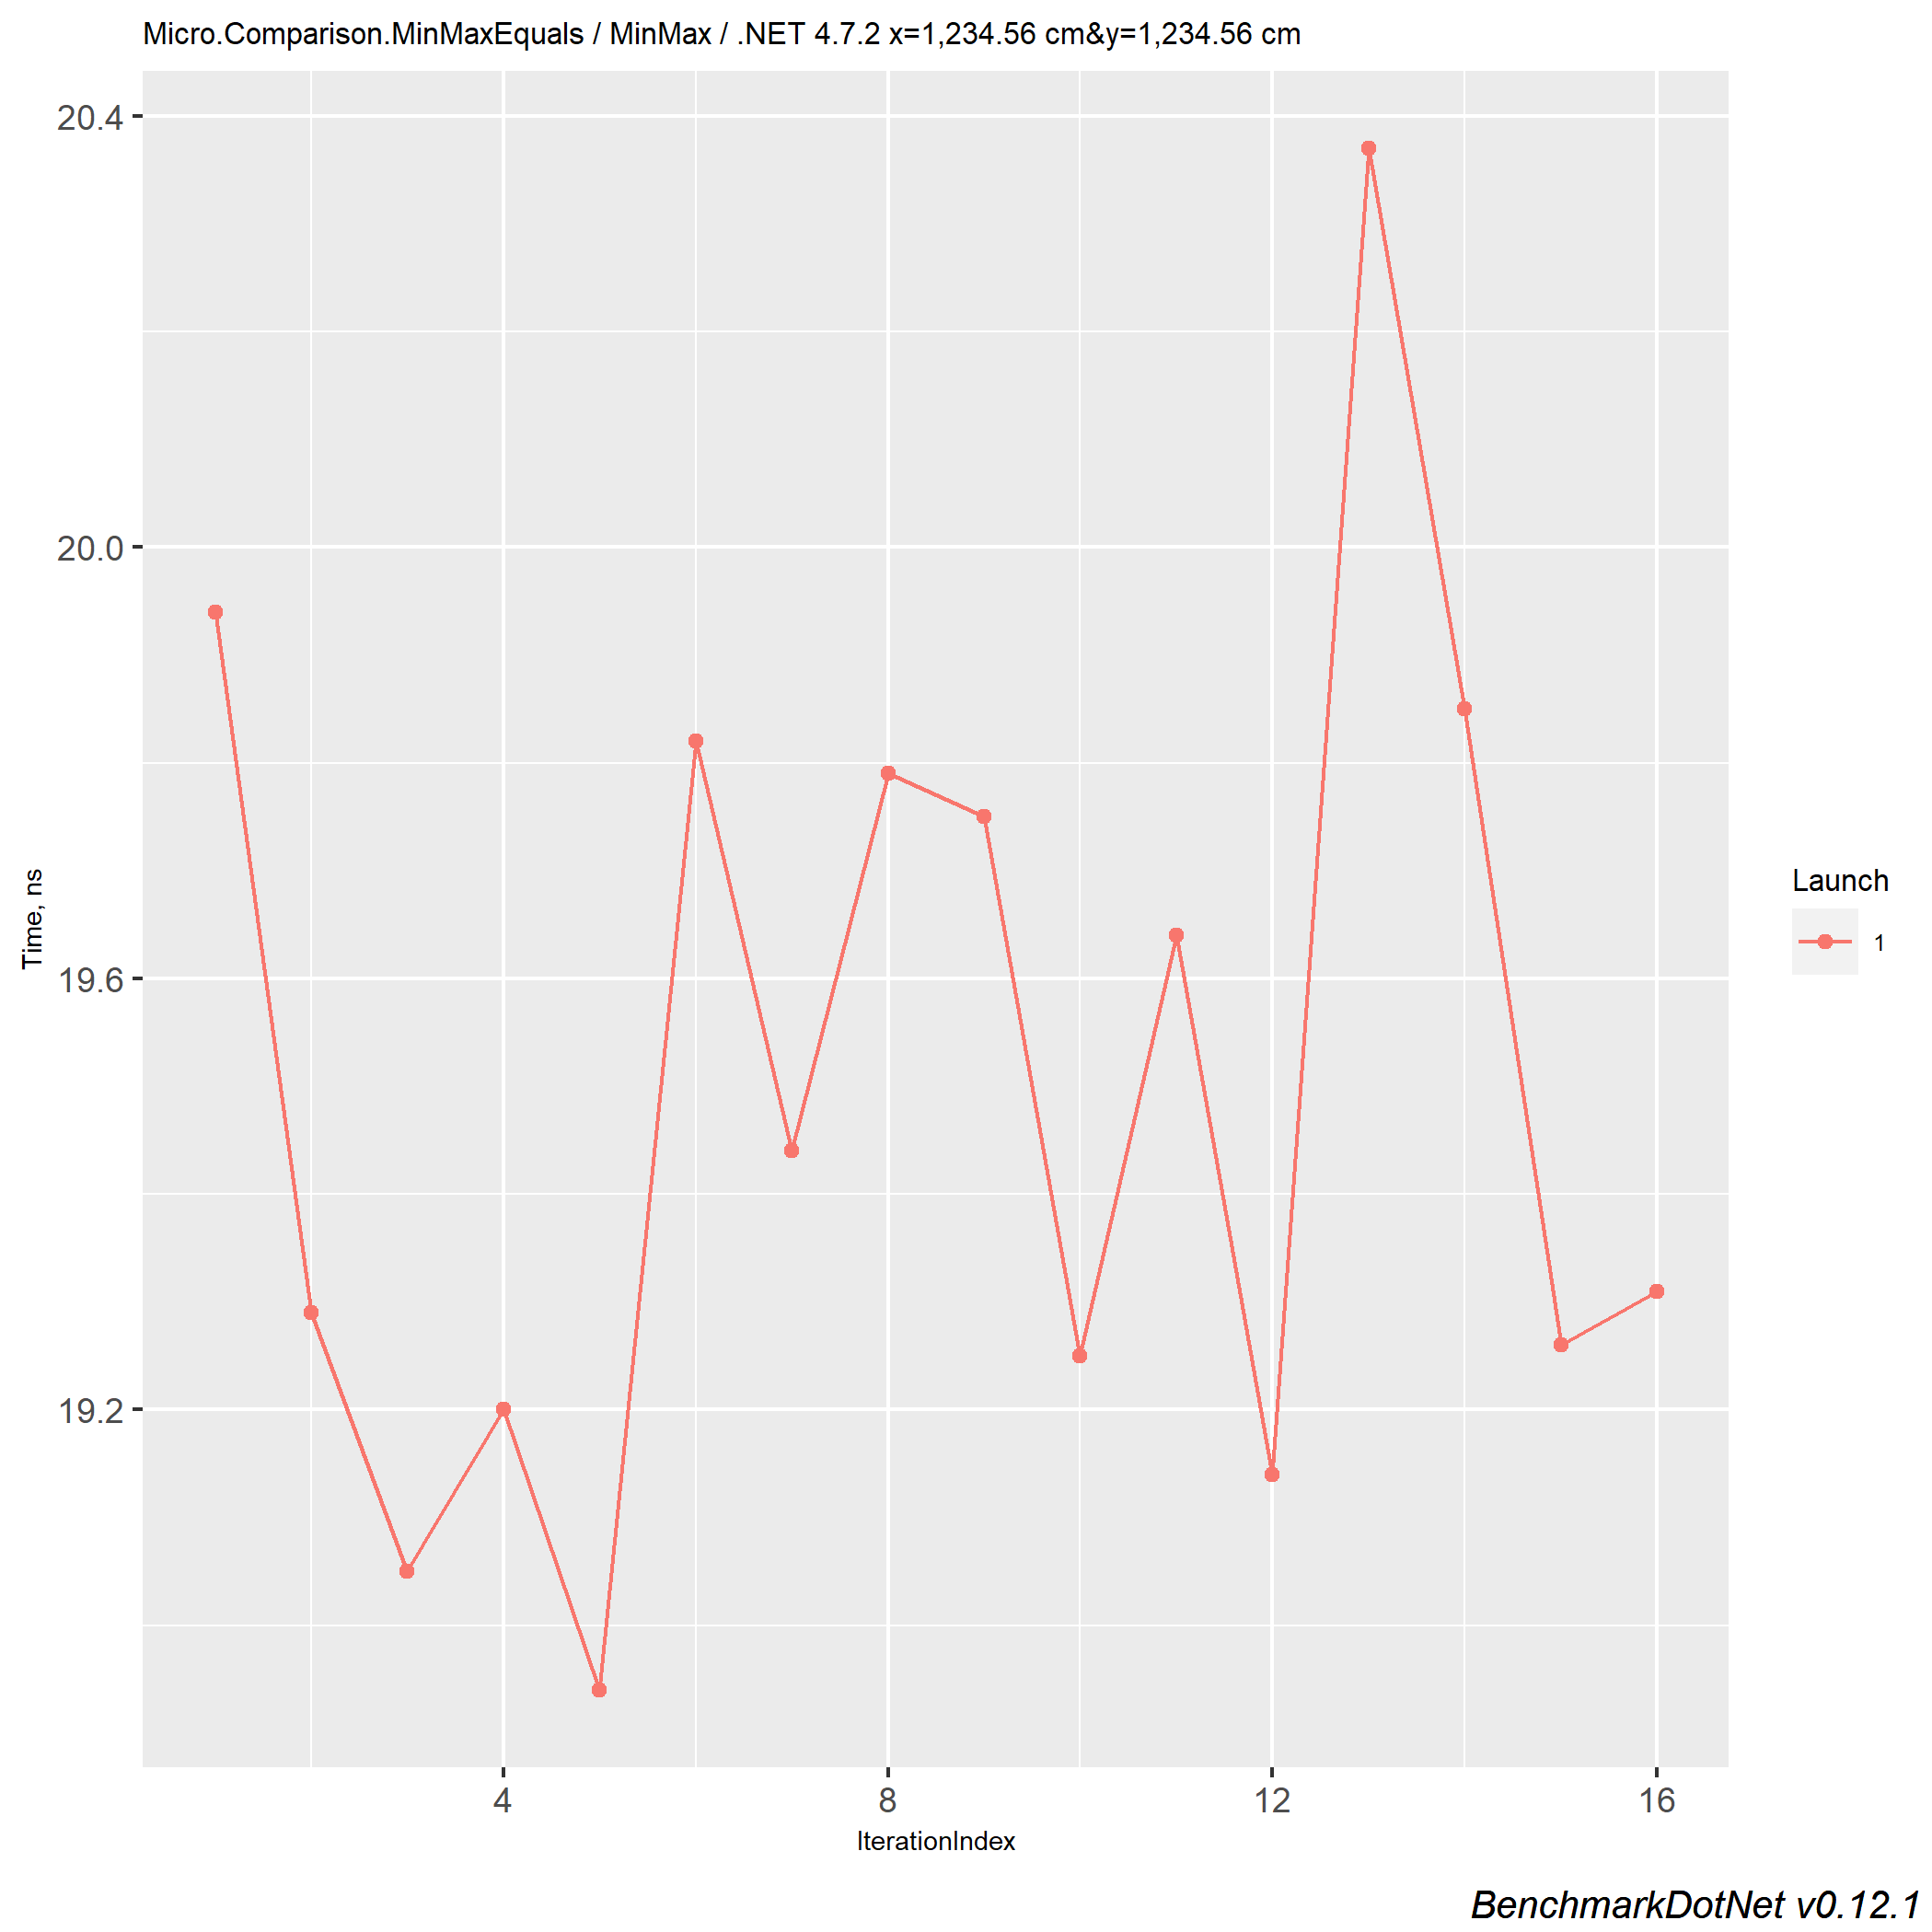 Micro.Comparison.MinMaxEquals / MinMax / .NET 4.7.2 x=1,234.56 cm&y=1,234.56 cm
20.4
20.0
19.6
19.2
Time, ns
4 8 12 16
IterationIndex
Launch
1
BenchmarkDotNet v0.12.1